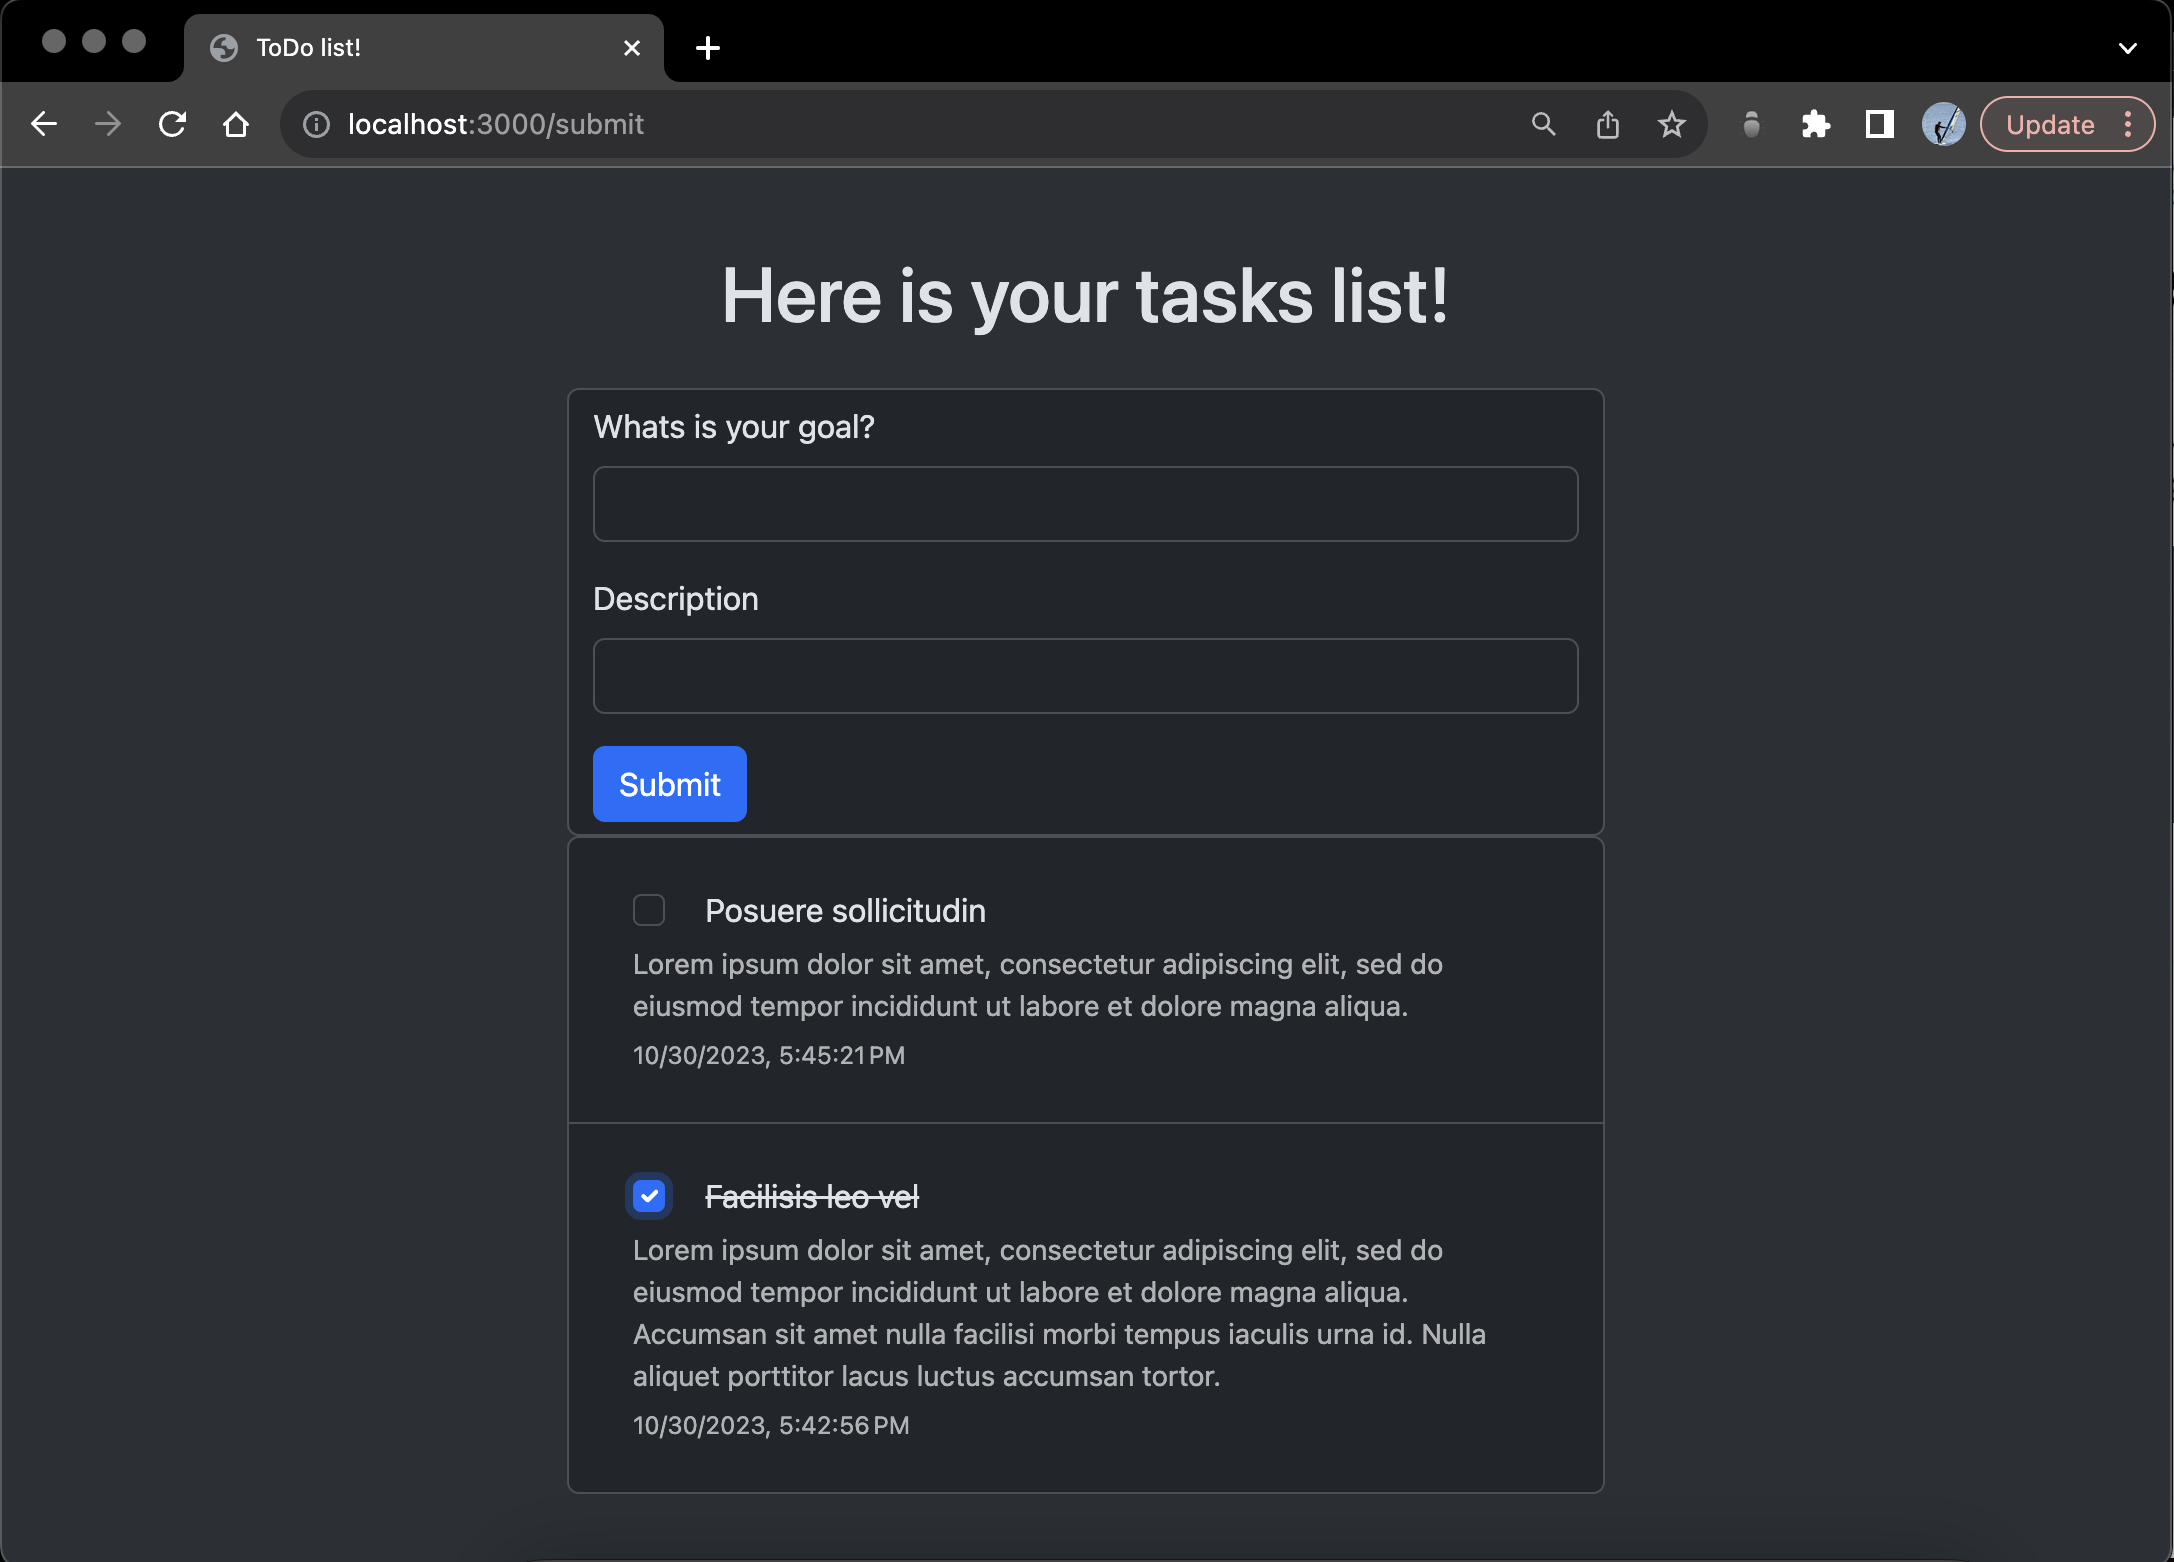 ToDo list!
localhost:3000/submit
Update
Here is your tasks list!
Whats is your goal?
Description
Submit
Posuere sollicitudin
Lorem ipsum dolor sit amet, consectetur adipiscing elit, sed do
eiusmod tempor incididunt ut labore et dolore magna aliqua.
10/30/2023, 5:45:21 PM
Facilisis leo vel
Lorem ipsum dolor sit amet, consectetur adipiscing elit, sed do
eiusmod tempor incididunt ut labore et dolore magna aliqua.
Accumsan sit amet nulla facilisi morbi tempus iaculis urna id. Nulla
aliquet porttitor lacus luctus accumsan tortor.
10/30/2023, 5:42:56 PM